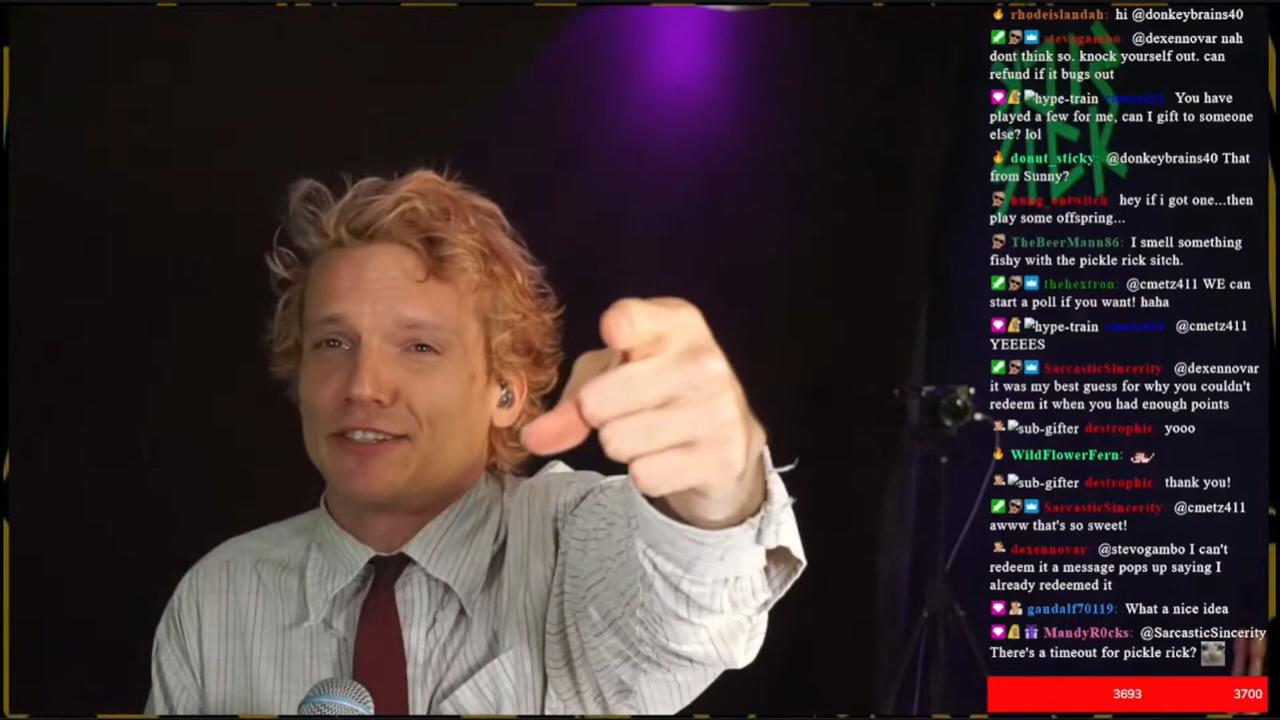 rhodeislandah: hi @donkeybrains40
stevogambo @dexennovar nah
dont think so. knock yourself out. can
refund if it bugs out
hype-train cmetz411 You have
played a few for me, can I gift to someone
else? lol
donut_sticky: @donkeybrains40 That
from Sunny?
hey if i got one...then
play some offspring...
TheBeerMann86: I smell something
fishy with the pickle rick sitch.
thehextron: @cmetz411 WE can
start a poll if you want! haha
hype-train cmetz411 @cmetz411
YEEEES
SarcasticSincerity @dexennovar
it was my best guess for why you couldn't
redeem it when you had enough points
sub-gifter destrophic yooo
WildFlowerFern:
sub-gifter destrophic thank you!
SarcasticSincerity @cmetz411
awww that's so sweet!
dexennovar @stevogambo I can't
redeem it a message pops up saying I
already redeemed it
gandalf70119: What a nice idea
MandyR0cks: @SarcasticSincerity
There's a timeout for pickle rick?
3693 3700